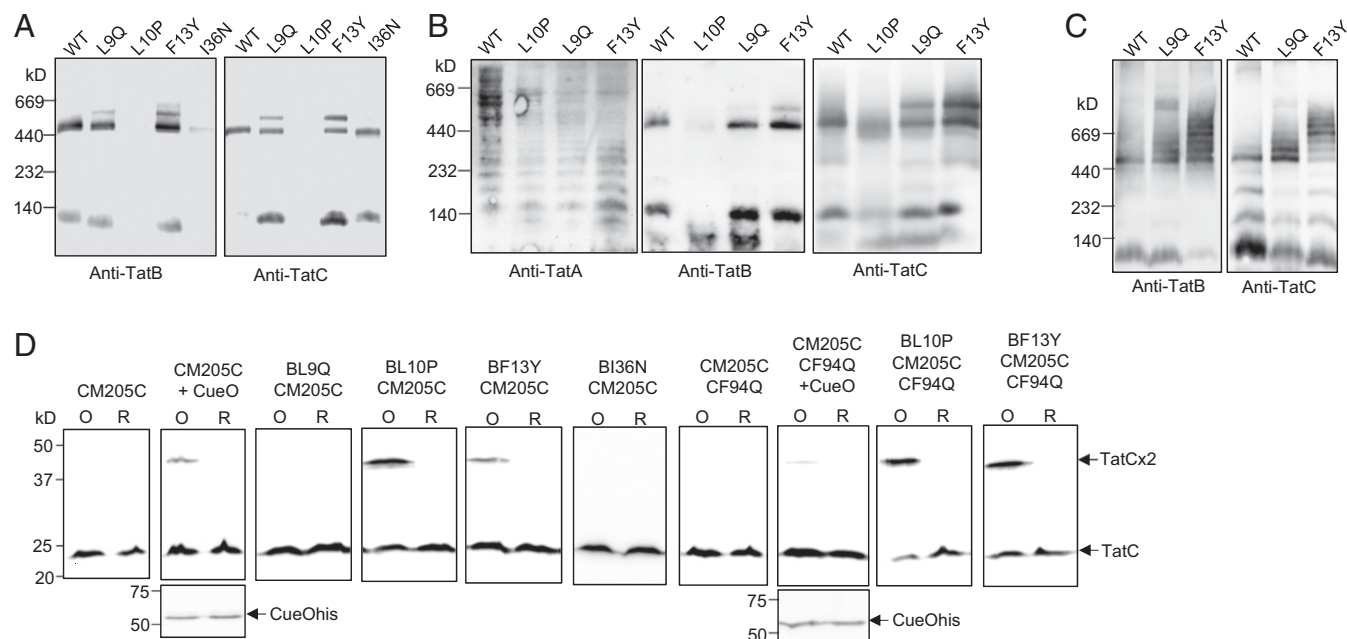 A
WT L9Q L10P F13Y I36N WT L9Q L10P F13Y I36N
kD
669
440
232
140
Anti-TatB Anti-TatC
B
WT L10P L9Q F13Y WT L10P L9Q F13Y WT L10P L9Q F13Y
kD
669
440
232
140
Anti-TatA Anti-TatB Anti-TatC
C
WT L9Q F13Y WT L9Q F13Y
kD
669
440
232
140
Anti-TatB Anti-TatC
D
CM205C
CM205C + CueO
BL9Q CM205C
BL10P CM205C
BF13Y CM205C
BI36N CM205C
CM205C CF94Q
CM205C CF94Q +CueO
BL10P CM205C CF94Q
BF13Y CM205C CF94Q
kD O R O R O R O R O R O R O R O R O R O R
50
37
25
20
TatCx2
TatC
75
50
CueOhis
75
50
CueOhis